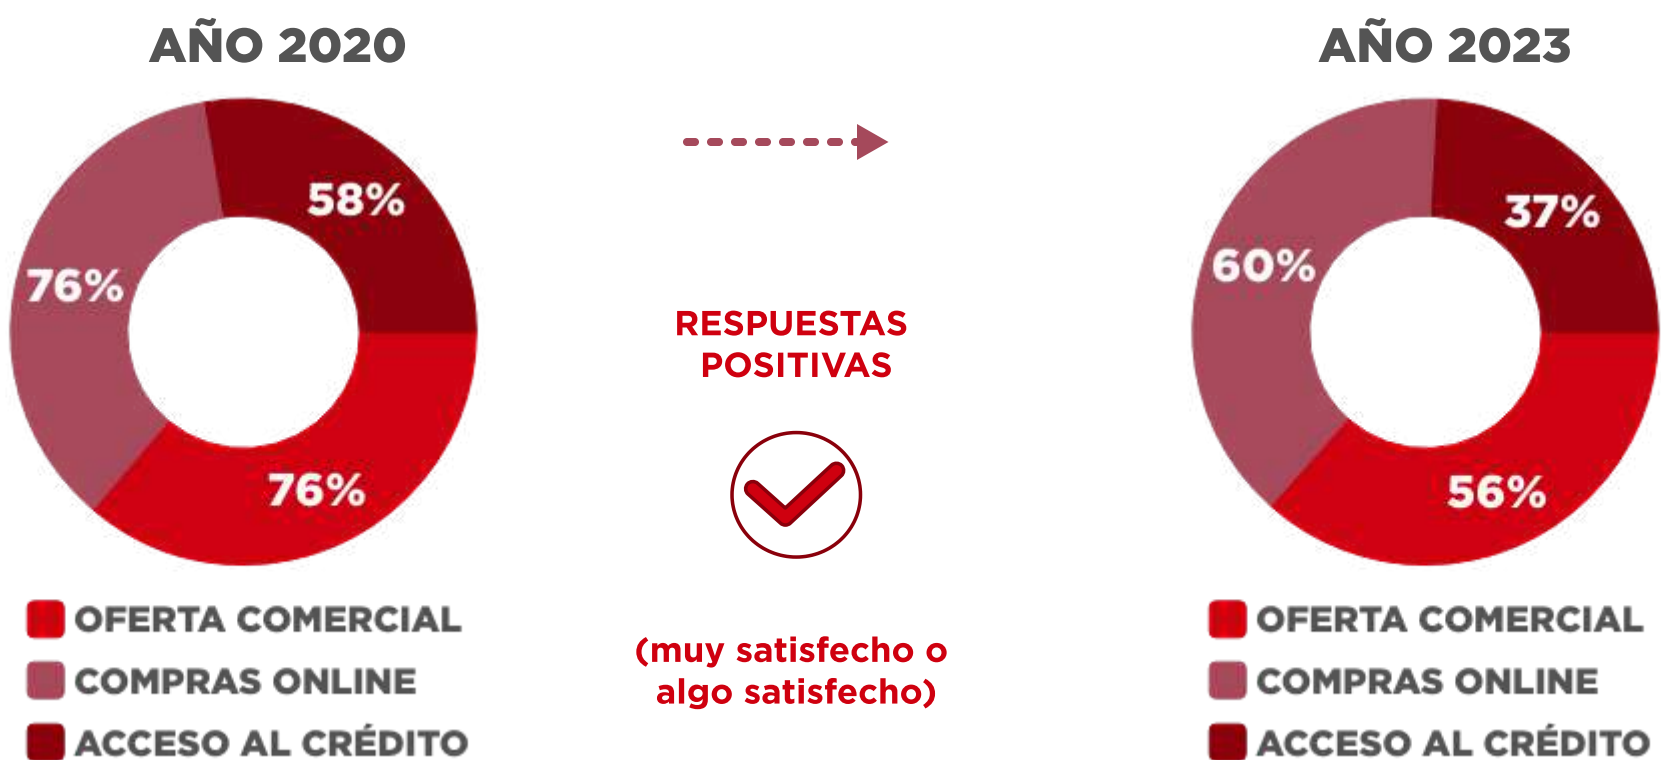 AÑO 2020
58%
76%
76%
OFERTA COMERCIAL
COMPRAS ONLINE
ACCESO AL CRÉDITO
RESPUESTAS
POSITIVAS
(muy satisfecho o
algo satisfecho)
AÑO 2023
37%
60%
56%
OFERTA COMERCIAL
COMPRAS ONLINE
ACCESO AL CRÉDITO